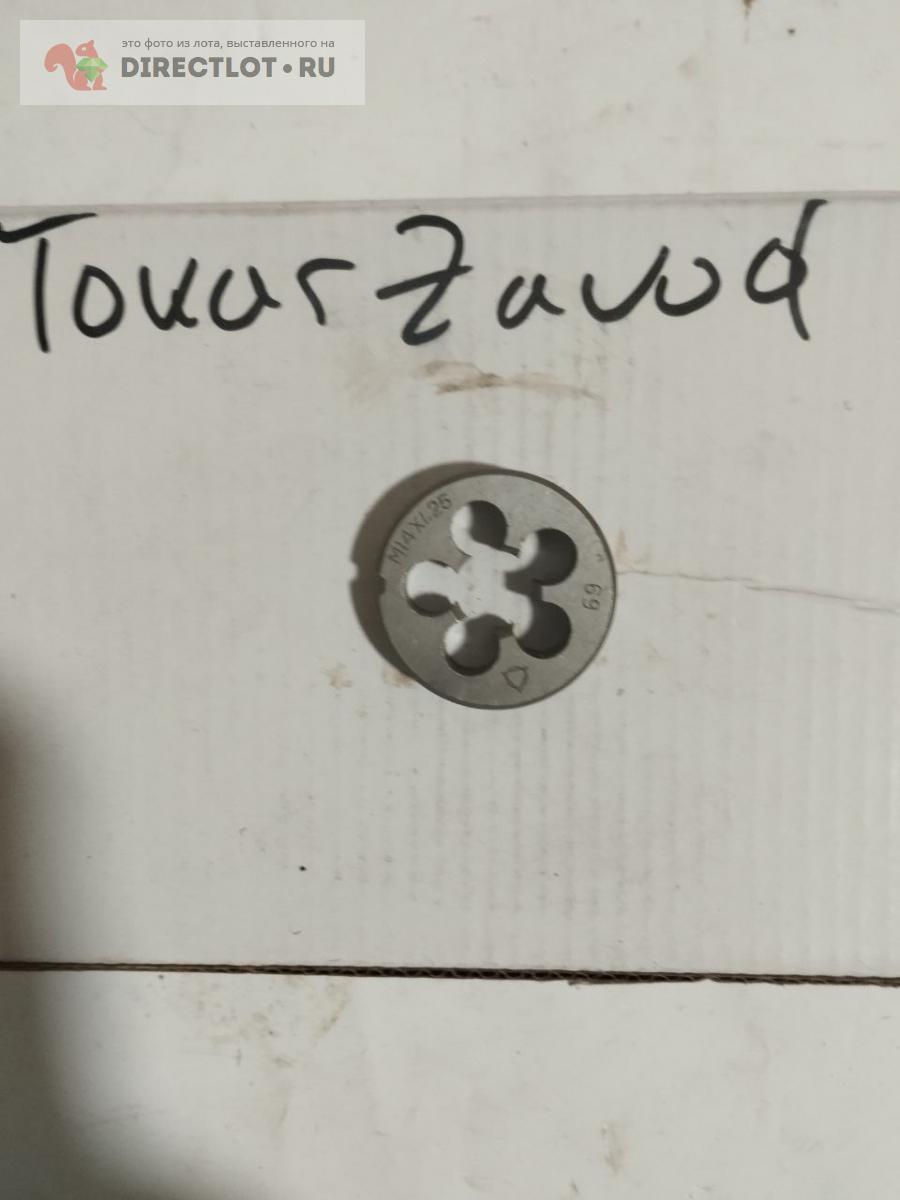 это фото из лота, выставленного на
DIRECTLOT.RU
TokarZavod
M14X1.25
69